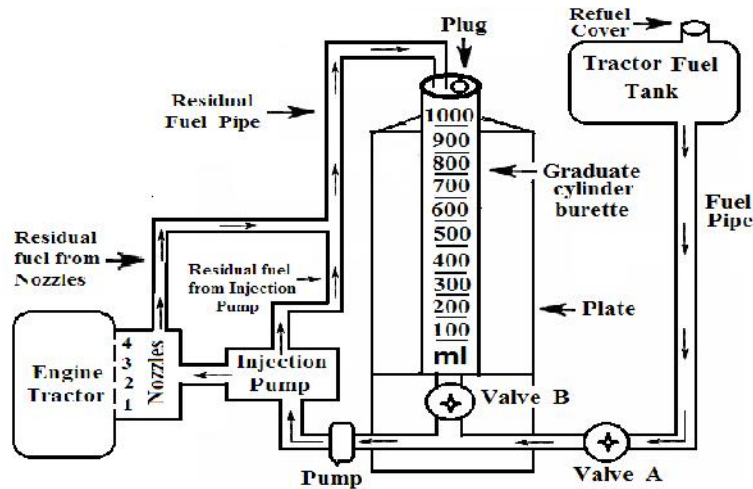 Refuel
Cover
Plug
Tractor Fuel
Tank
Residual
Fuel Pipe
1000
900
800
700
600
500
400
300
200
100
ml
Graduate
cylinder
burette
Fuel
Pipe
Residual
fuel from
Nozzles
Residual fuel
from Injection
Pump
Plate
Engine
Tractor
4
3
2
1
Nozzles
Injection
Pump
Valve B
Pump
Valve A